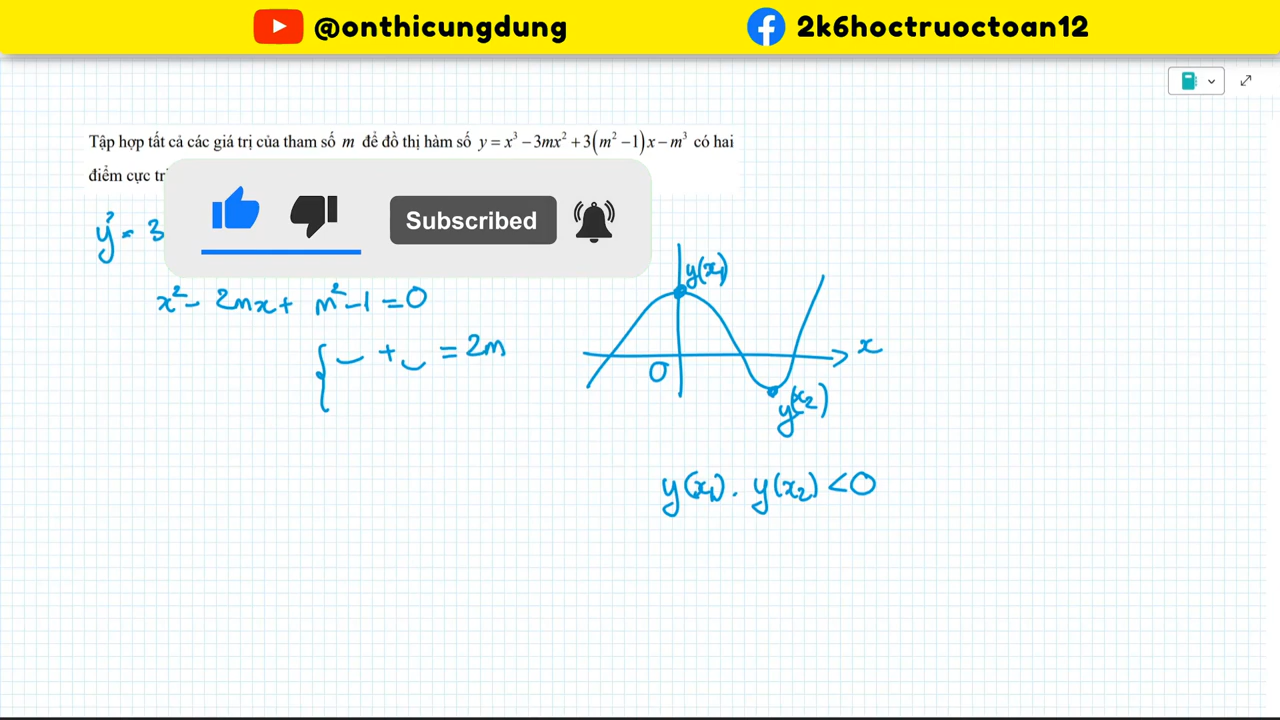 @onthicungdung
2k6hoctruoctoan12
Tập hợp tất cả các giá trị của tham số m để đồ thị hàm số y = x³ − 3mx² + 3(m² − 1)x − m³ có hai
điểm cực tr
Subscribed
y' = 3
x² − 2mx + m² − 1 = 0
+ = 2m
y(x₁)
x
O
y(x₂)
y(x₁) . y(x₂) < 0